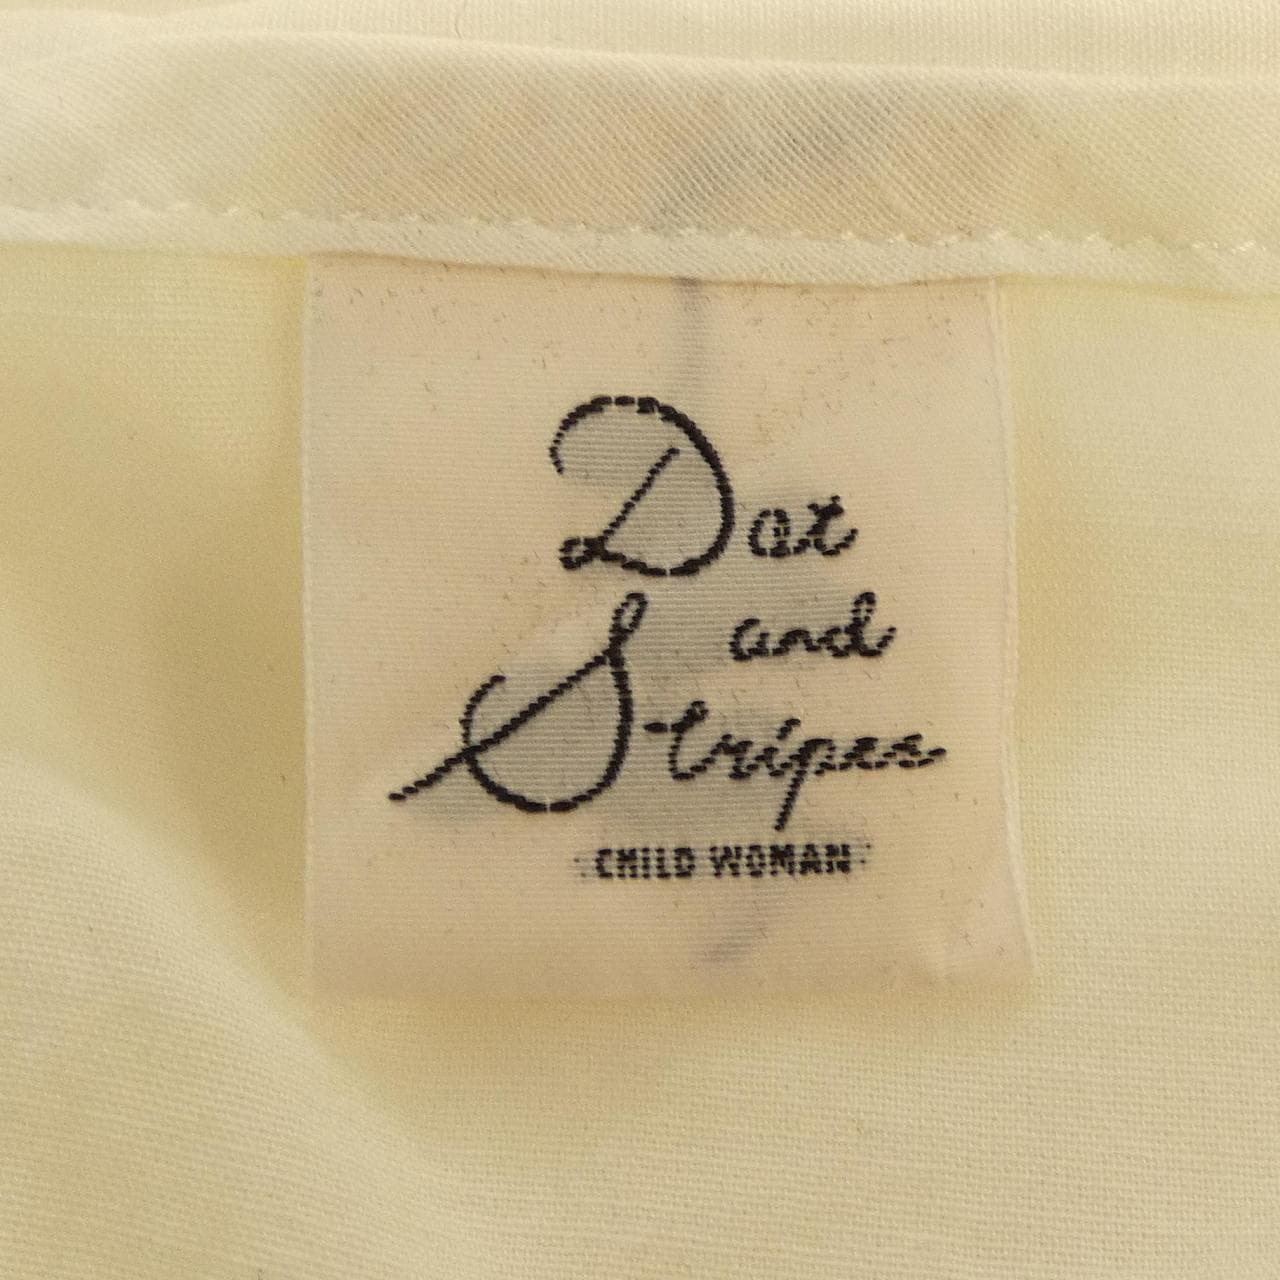 Dot
and
Stripes
CHILD WOMAN